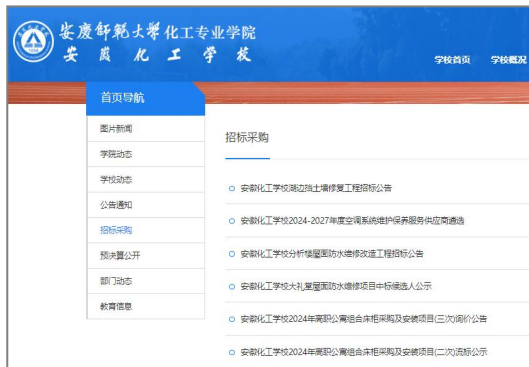 安庆师范大学化工专业学院
安徽化工学校
学校首页 学校概况
首页导航
图片新闻
学院动态
学校动态
公告通知
招标采购
预决算公开
部门动态
教育信息
招标采购
安徽化工学校湖边挡土墙修复工程招标公告
安徽化工学校2024-2027年度空调系统维护保养服务供应商遴选
安徽化工学校分析楼屋面防水维修改造工程招标公告
安徽化工学校大礼堂屋面防水维修项目中标候选人公示
安徽化工学校2024年高职公寓组合床柜采购及安装项目(三次)询价公告
安徽化工学校2024年高职公寓组合床柜采购及安装项目(二次)流标公示